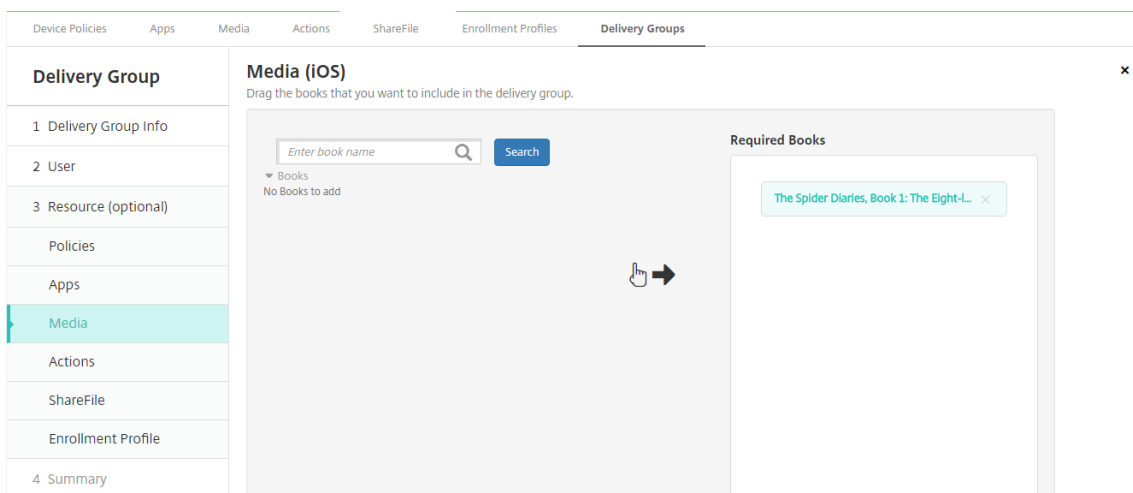 Device Policies Apps Media Actions ShareFile Enrollment Profiles Delivery Groups
Delivery Group
1 Delivery Group Info
2 User
3 Resource (optional)
Policies
Apps
Media
Actions
ShareFile
Enrollment Profile
4 Summary
Media (iOS)
Drag the books that you want to include in the delivery group.
Enter book name
Search
Books
No Books to add
Required Books
The Spider Diaries, Book 1: The Eight-l...